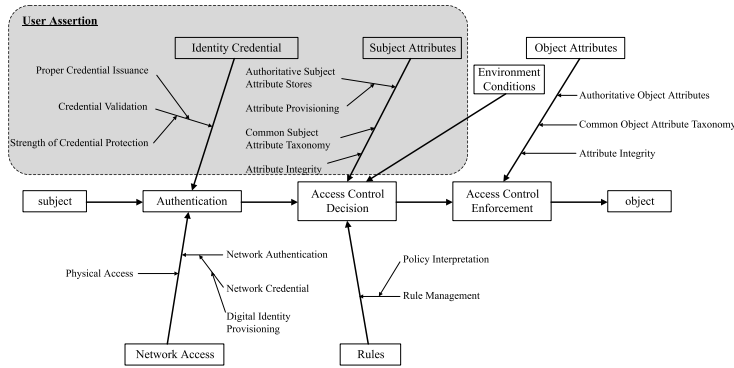 User Assertion
Identity Credential
Subject Attributes
Object Attributes
Proper Credential Issuance
Authoritative Subject
Attribute Stores
Environment
Conditions
Authoritative Object Attributes
Credential Validation
Attribute Provisioning
Common Object Attribute Taxonomy
Strength of Credential Protection
Common Subject
Attribute Taxonomy
Attribute Integrity
Attribute Integrity
subject
Authentication
Access Control
Decision
Access Control
Enforcement
object
Physical Access
Network Authentication
Network Credential
Digital Identity
Provisioning
Policy Interpretation
Rule Management
Network Access
Rules